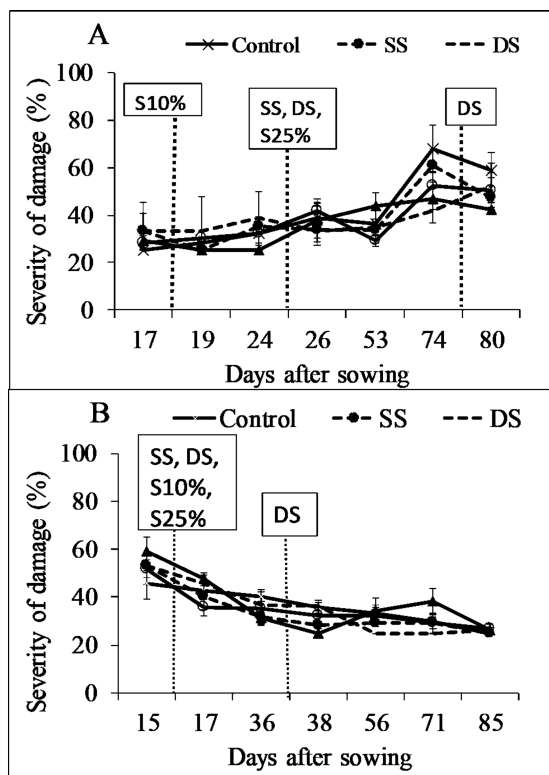 A
Control SS DS
Severity of damage (%)
100
80
60
40
20
0
S10%
SS, DS,
S25%
DS
17 19 24 26 53 74 80
Days after sowing
B
Control SS DS
Severity of damage (%)
100
80
60
40
20
0
SS, DS,
S10%,
S25%
DS
15 17 36 38 56 71 85
Days after sowing